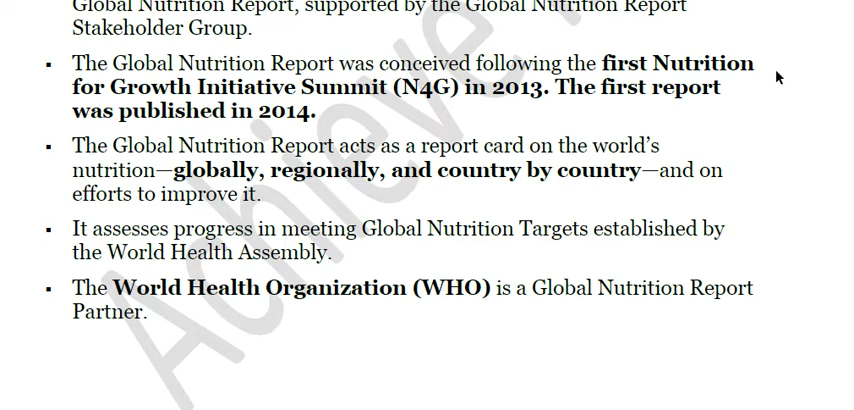 Global Nutrition Report, supported by the Global Nutrition Report
Stakeholder Group.
▪ The Global Nutrition Report was conceived following the first Nutrition
for Growth Initiative Summit (N4G) in 2013. The first report
was published in 2014.
▪ The Global Nutrition Report acts as a report card on the world's
nutrition—globally, regionally, and country by country—and on
efforts to improve it.
▪ It assesses progress in meeting Global Nutrition Targets established by
the World Health Assembly.
▪ The World Health Organization (WHO) is a Global Nutrition Report
Partner.
Achieve